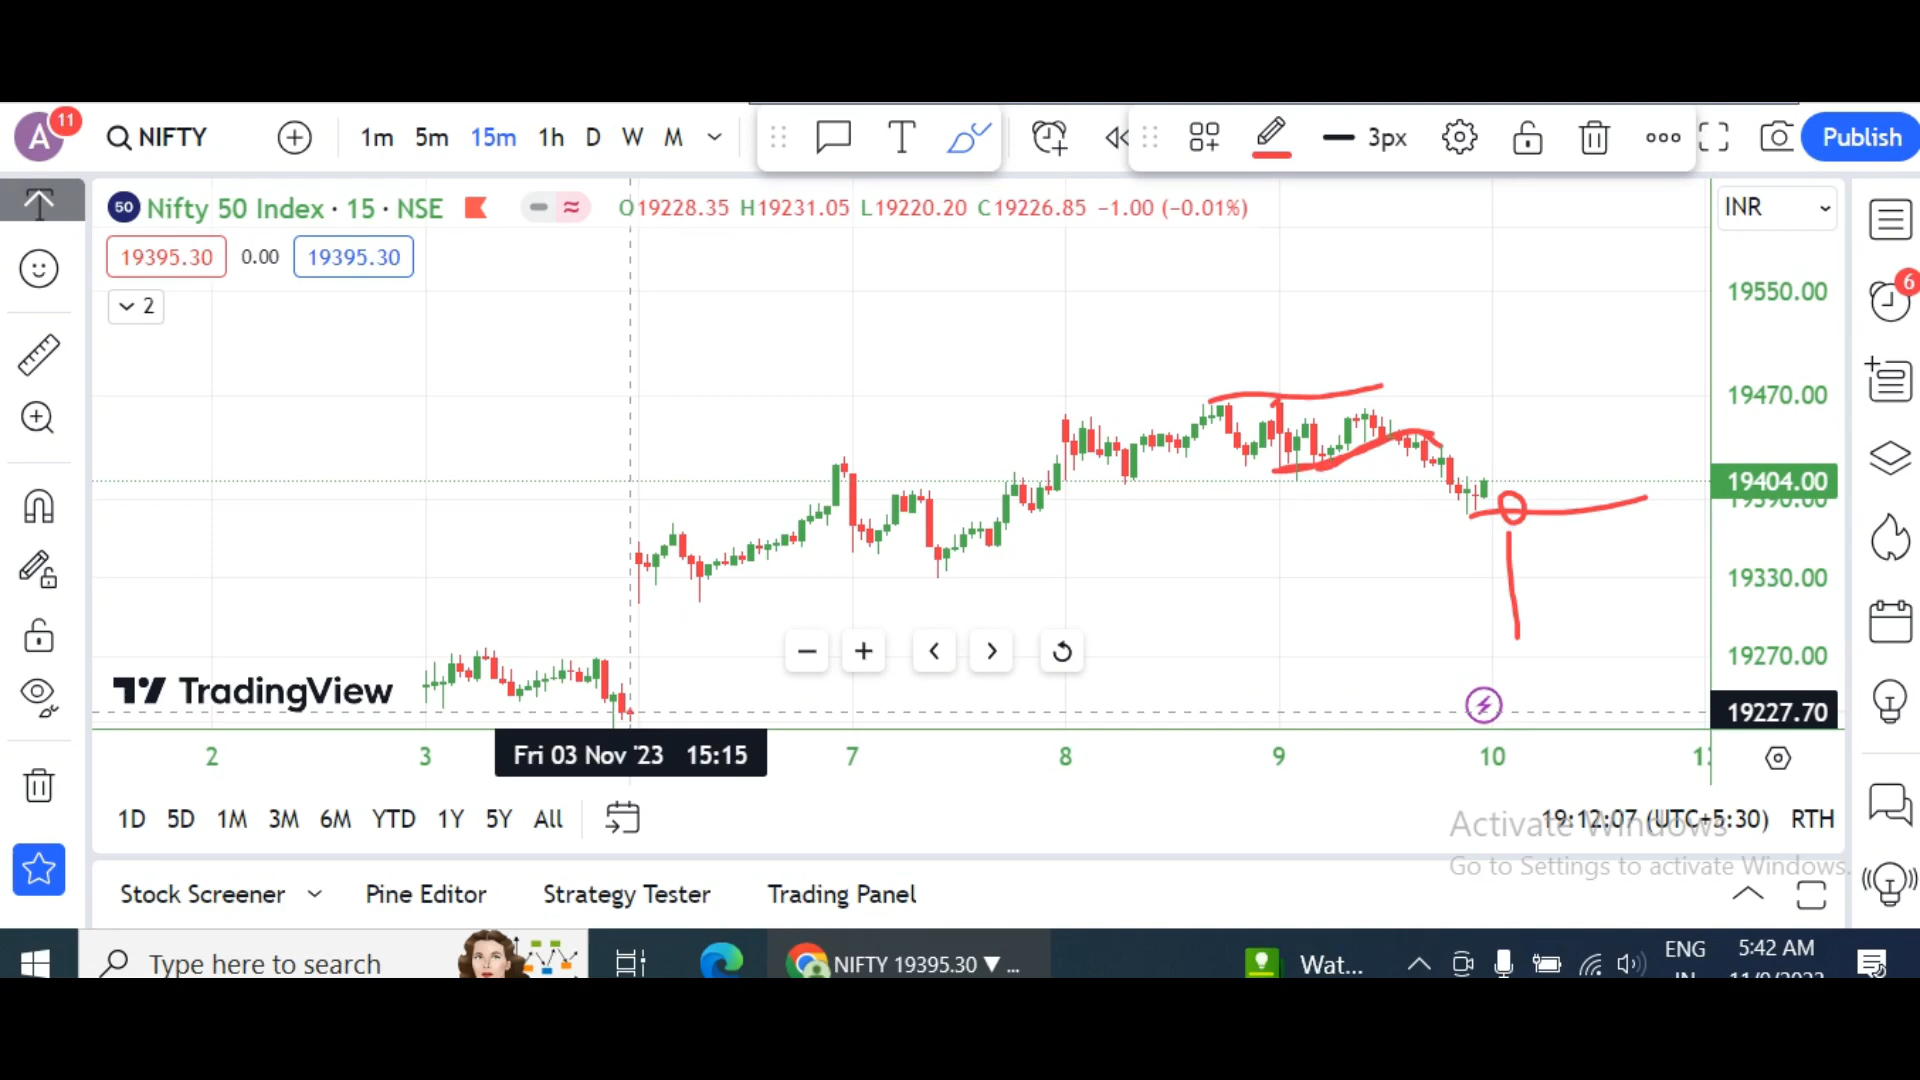 A 11 NIFTY 1m 5m 15m 1h D W M T 3px Publish
50 Nifty 50 Index · 15 · NSE O19228.35 H19231.05 L19220.20 C19226.85 −1.00 (−0.01%) INR
19395.30 0.00 19395.30
2
6
19550.00
19470.00
19404.00
19390.00
19330.00
19270.00
19227.70
TradingView
2 3 Fri 03 Nov '23 15:15 7 8 9 10
1D 5D 1M 3M 6M YTD 1Y 5Y All 19:12:07 (UTC+5:30) RTH
Activate Windows
Go to Settings to activate Windows.
Stock Screener Pine Editor Strategy Tester Trading Panel
Type here to search NIFTY 19395.30 ▼ ... Wat... ENG 5:42 AM